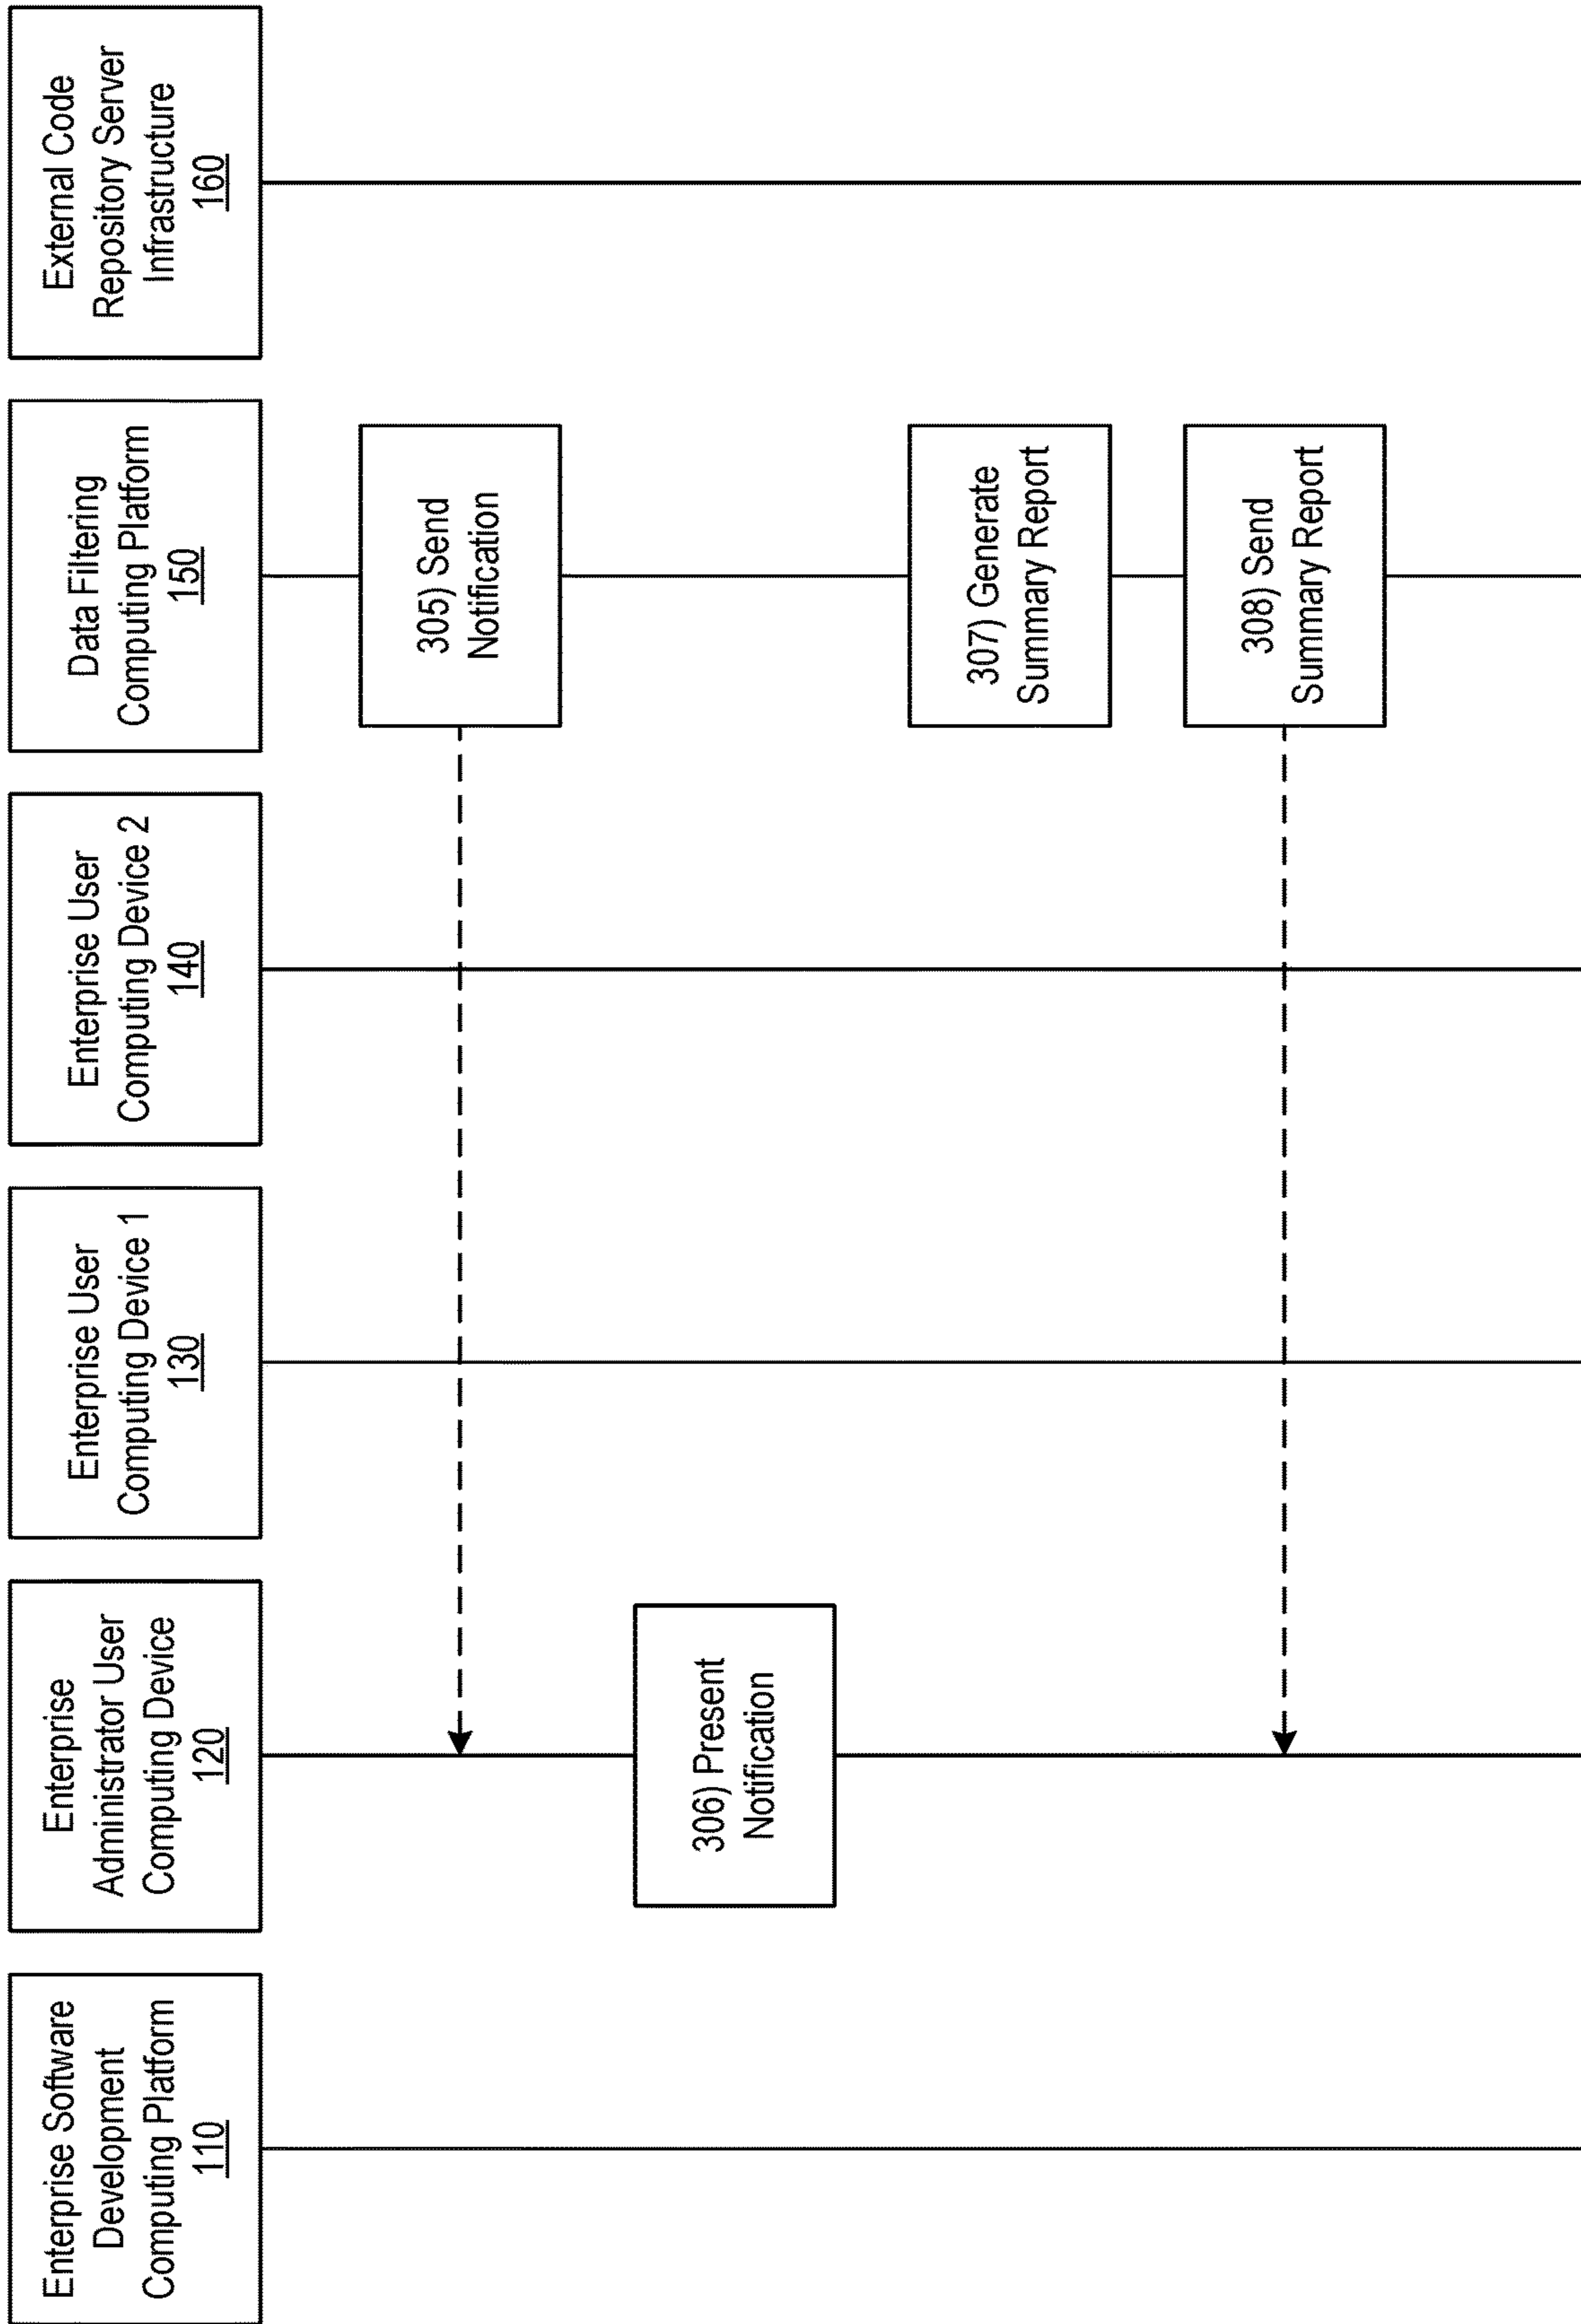 Enterprise Software
Development
Computing Platform
110
Enterprise
Administrator User
Computing Device
120
Enterprise User
Computing Device 1
130
Enterprise User
Computing Device 2
140
Data Filtering
Computing Platform
150
External Code
Repository Server
Infrastructure
160
305) Send
Notification
306) Present
Notification
307) Generate
Summary Report
308) Send
Summary Report